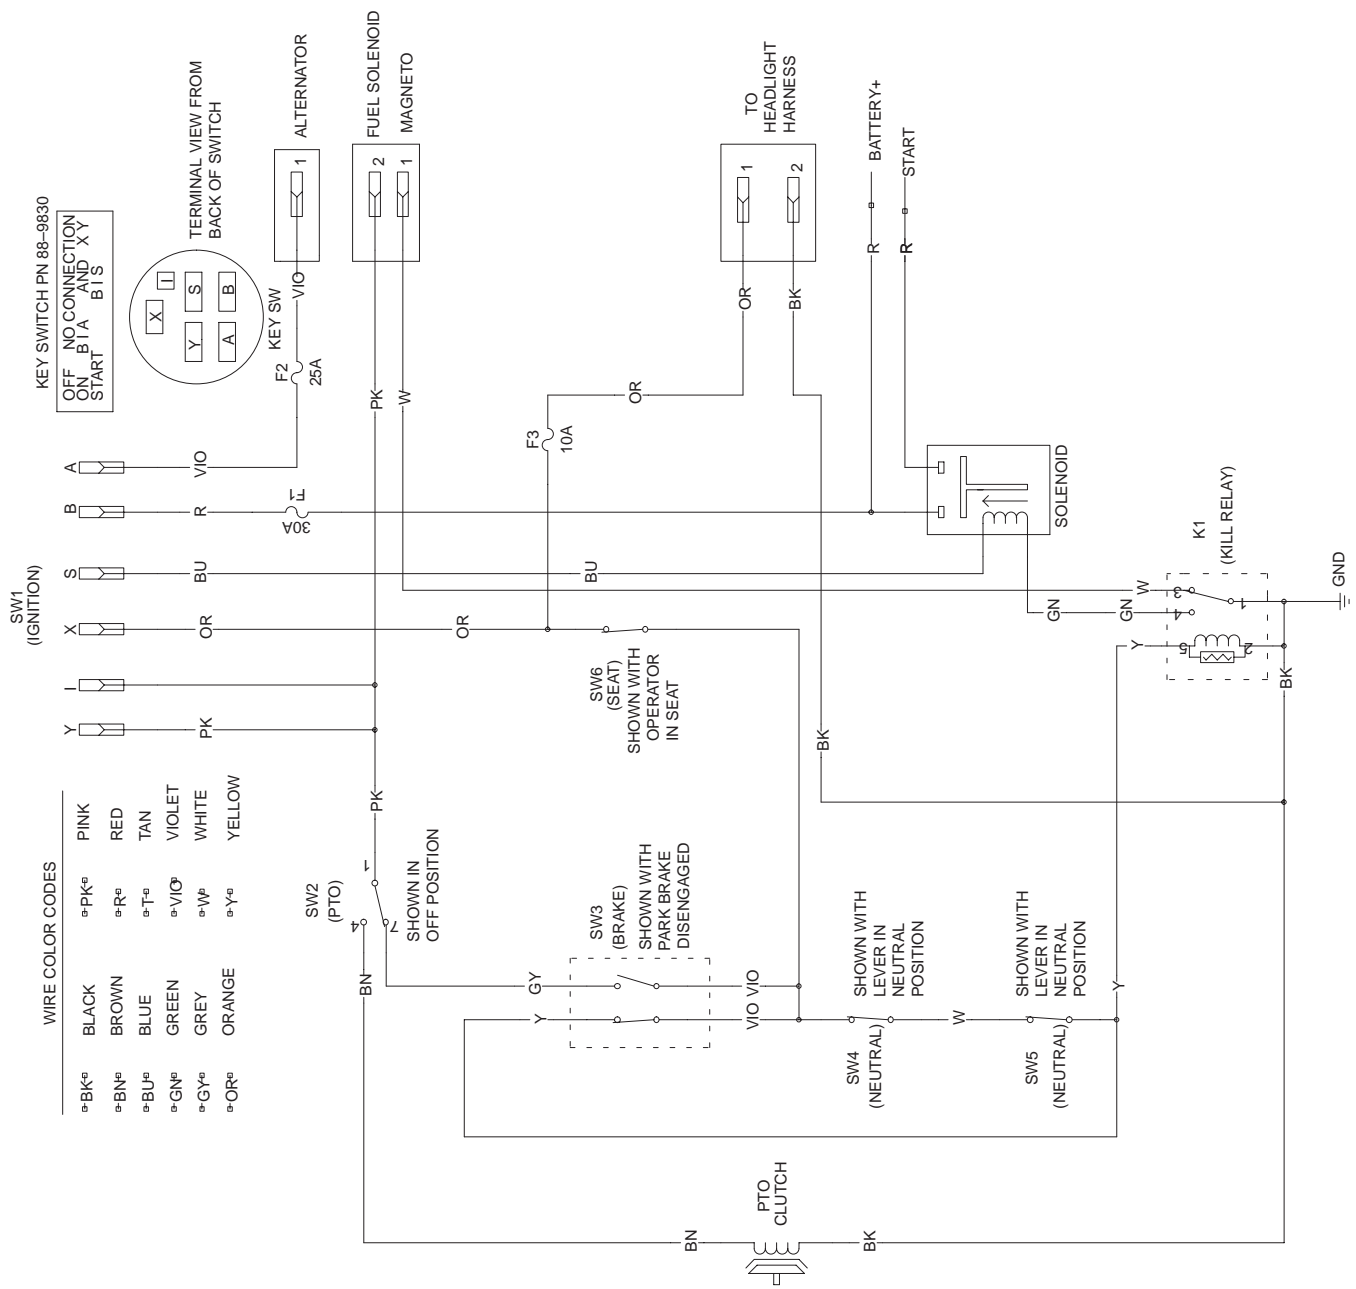 KEY SWITCH PN 88–9830
OFF NO CONNECTION
ON B I A AND X Y
START B I S
TERMINAL VIEW FROM
BACK OF SWITCH
X
I
Y
S
A
B
KEY SW
ALTERNATOR
1
VIO
F2
25A
FUEL SOLENOID
MAGNETO
2
1
PK
W
TO
HEADLIGHT
HARNESS
1
2
OR
BK
BATTERY+
START
R
R
SW1
(IGNITION)
A
B
S
X
I
Y
VIO
R
BU
OR
PK
F1
30A
F3
10A
OR
OR
BU
SOLENOID
SW6
(SEAT)
SHOWN WITH
OPERATOR
IN SEAT
K1
(KILL RELAY)
W
GN
GN
Y
3
4
1
5
2
GND
BK
BK
WIRE COLOR CODES
BK BLACK PK PINK
BN BROWN R RED
BU BLUE T TAN
GN GREEN VIO VIOLET
GY GREY W WHITE
OR ORANGE Y YELLOW
PK
1
SW2
(PTO)
4
7
SHOWN IN
OFF POSITION
BN
GY
Y
SW3
(BRAKE)
SHOWN WITH
PARK BRAKE
DISENGAGED
VIO VIO
VIO VIO
SHOWN WITH
LEVER IN
NEUTRAL
POSITION
SW4
(NEUTRAL)
W
SHOWN WITH
LEVER IN
NEUTRAL
POSITION
SW5
(NEUTRAL)
Y
BN
PTO
CLUTCH
BK